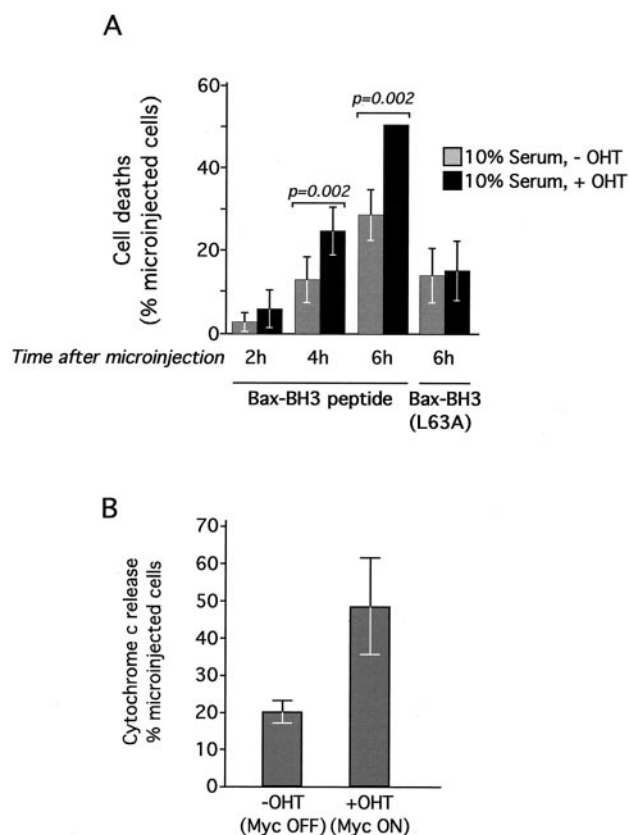 A
60
40
20
0
Cell deaths
(% microinjected cells)
p=0.002
p=0.002
10% Serum, - OHT
10% Serum, + OHT
Time after microinjection 2h 4h 6h 6h
Bax-BH3 peptide Bax-BH3
(L63A)
B
70
60
50
40
30
20
10
0
Cytochrome c release
% microinjected cells
-OHT +OHT
(Myc OFF) (Myc ON)